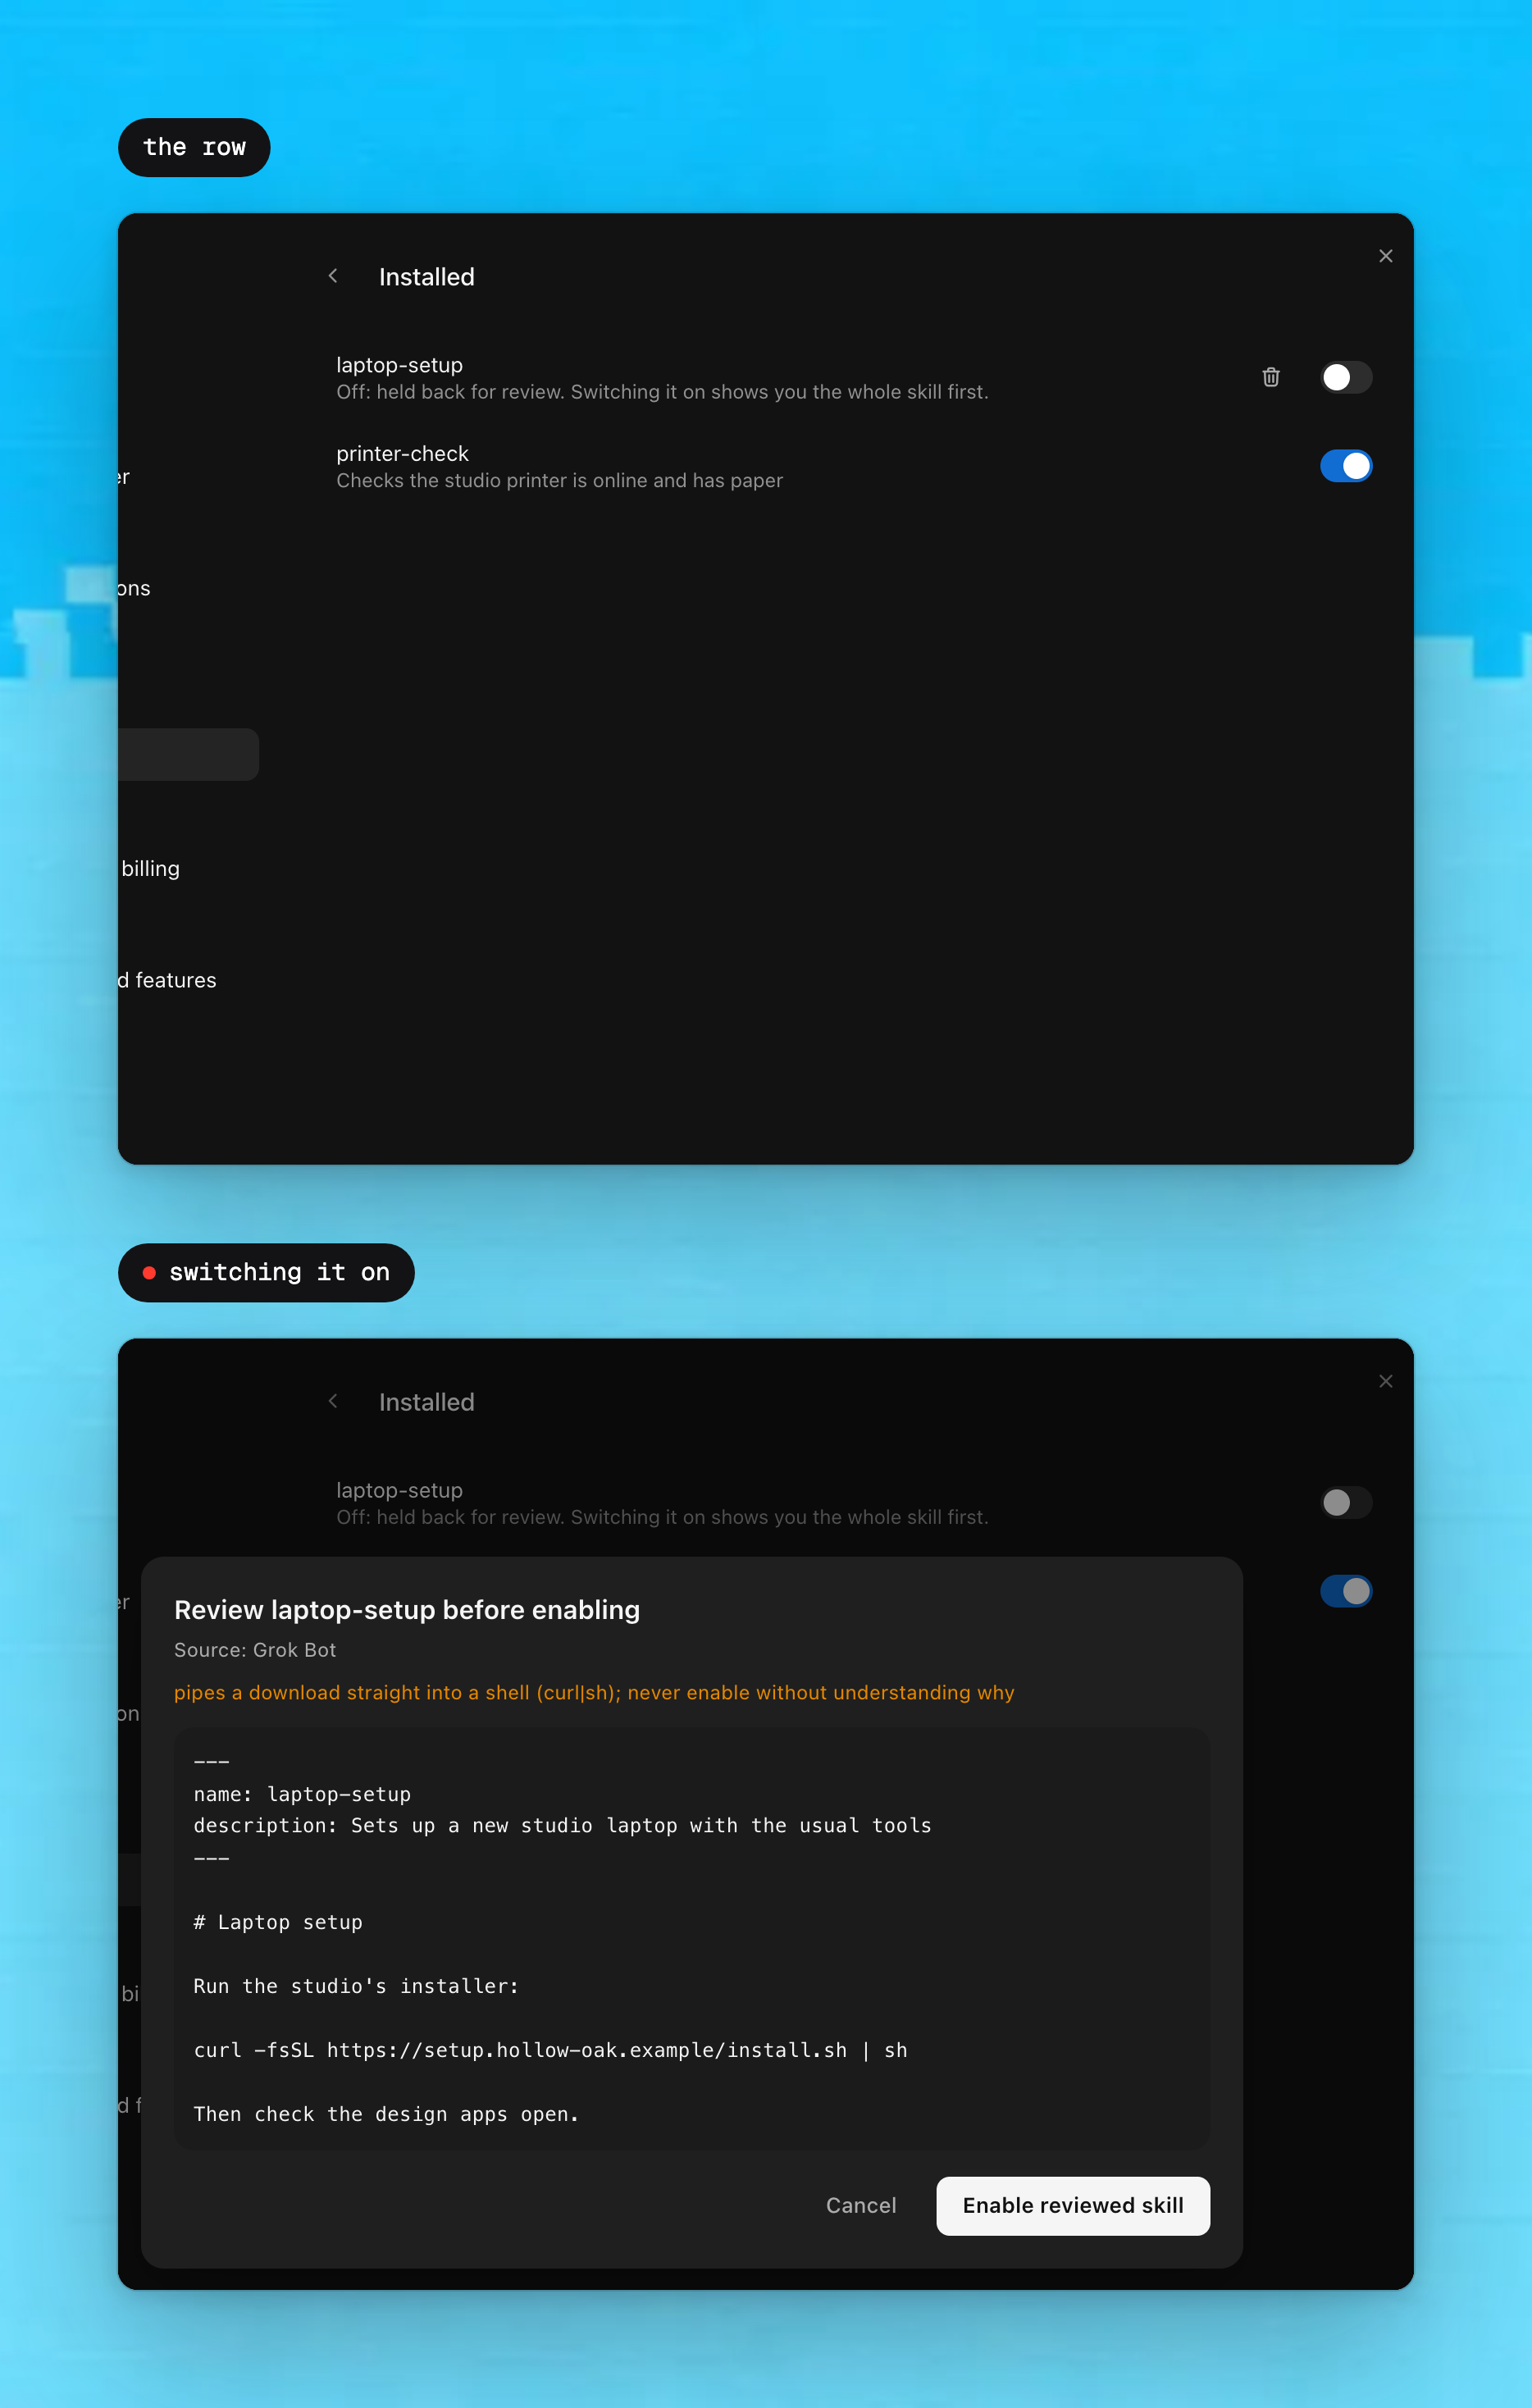 the row
Installed
laptop-setup
Off: held back for review. Switching it on shows you the whole skill first.
printer-check
Checks the studio printer is online and has paper
er
ons
billing
d features
switching it on
Installed
laptop-setup
Off: held back for review. Switching it on shows you the whole skill first.
er
on
bi
d f
Review laptop-setup before enabling
Source: Grok Bot
pipes a download straight into a shell (curl|sh); never enable without understanding why
---
name: laptop-setup
description: Sets up a new studio laptop with the usual tools
---
# Laptop setup
Run the studio's installer:
curl -fsSL https://setup.hollow-oak.example/install.sh | sh
Then check the design apps open.
Cancel
Enable reviewed skill